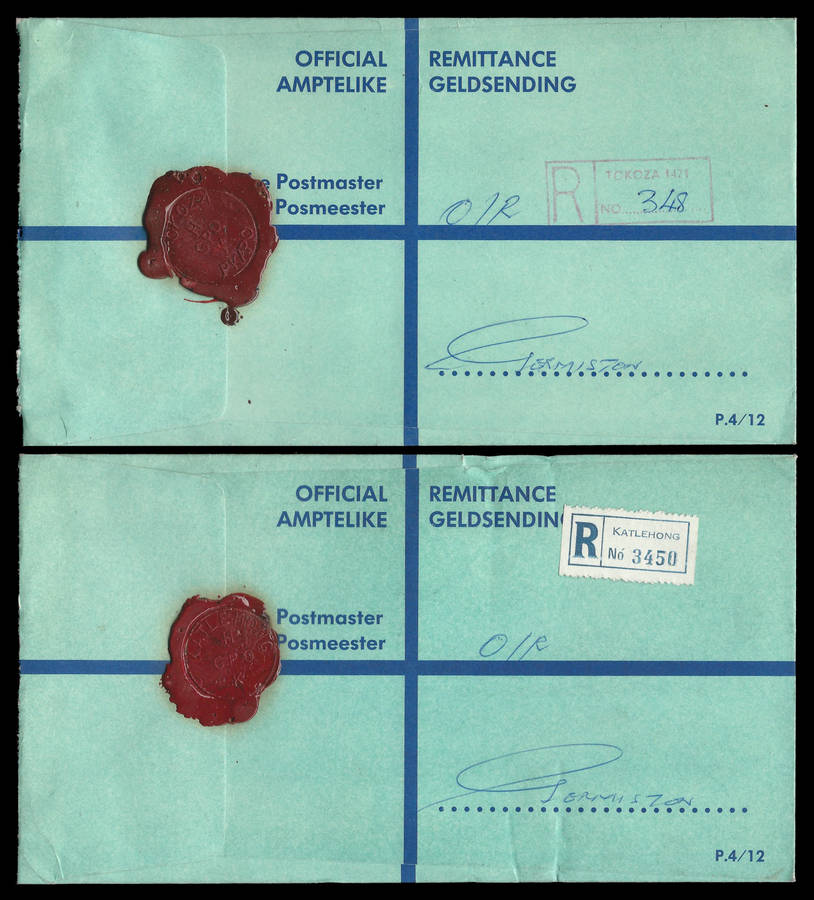 OFFICIAL REMITTANCE
AMPTELIKE GELDSENDING
R TOKOZA 1421
NO 348
Postmaster
Posmeester
O/R
GERMISTON
P.4/12
OFFICIAL REMITTANCE
AMPTELIKE GELDSENDING
R KATLEHONG
No 3450
Postmaster
Posmeester
O/R
GERMISTON
P.4/12